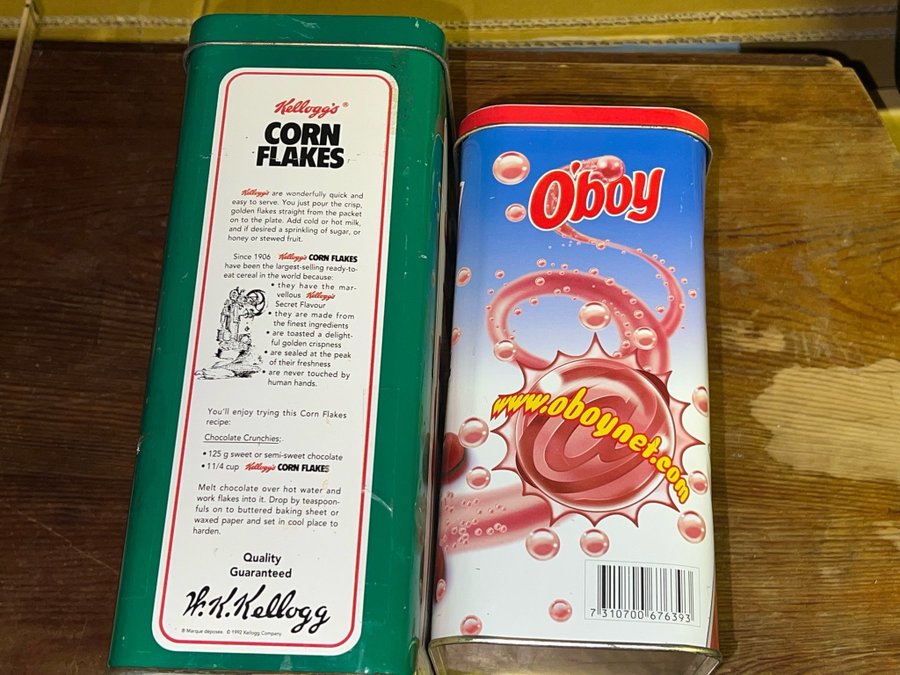 Kellogg's ®
CORN
FLAKES
Kellogg's are wonderfully quick and
easy to serve. You just pour the crisp,
golden flakes straight from the packet
on to the plate. Add cold or hot milk,
and if desired a sprinkling of sugar, or
honey or stewed fruit.
Since 1906 Kellogg's CORN FLAKES
have been the largest-selling ready-to-
eat cereal in the world because:
• they have the mar-
vellous Kellogg's
Secret Flavour
• they are made from
the finest ingredients
• are toasted a delight-
ful golden crispness
• are sealed at the peak
of their freshness
• are never touched by
human hands.
You'll enjoy trying this Corn Flakes
recipe:
Chocolate Crunchies:
• 125 g sweet or semi-sweet chocolate
• 1 1/4 cup Kellogg's CORN FLAKES
Melt chocolate over hot water and
work flakes into it. Drop by teaspoon-
fuls on to buttered baking sheet or
waxed paper and set in cool place to
harden.
Quality
Guaranteed
W.K.Kellogg
® Marque déposée. © 1992 Kellogg Company
O'boy
www.oboynet.com
@
7 310700 676393